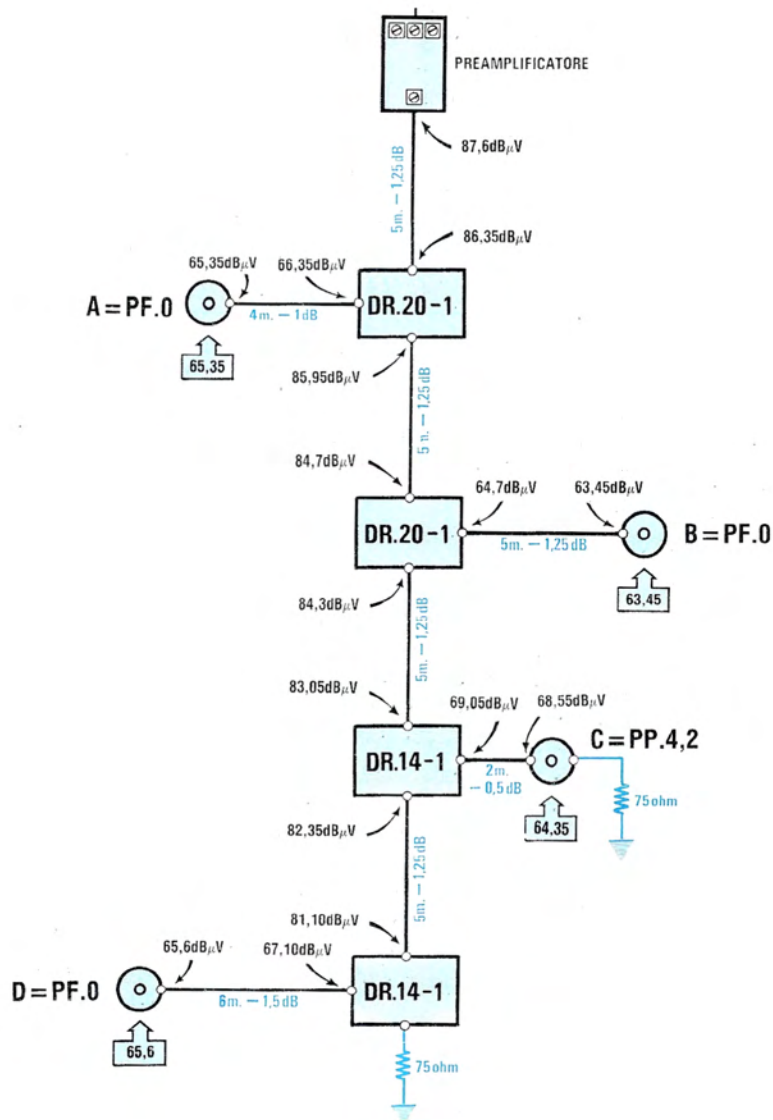 PREAMPLIFICATORE
87,6dBμV
5m. – 1,25dB
86,35dBμV
65,35dBμV
66,35dBμV
A=PF.0
4m. – 1dB
DR.20-1
65,35
85,95dBμV
5m. – 1,25dB
84,7dBμV
64,7dBμV
63,45dBμV
DR.20-1
5m. – 1,25dB
B=PF.0
84,3dBμV
63,45
5m. – 1,25dB
83,05dBμV
69,05dBμV
68,55dBμV
C=PP.4,2
DR.14-1
2m.
– 0,5dB
75ohm
82,35dBμV
64,35
5m. – 1,25dB
81,10dBμV
65,6dBμV
67,10dBμV
D=PF.0
6m. – 1,5dB
DR.14-1
65,6
75ohm